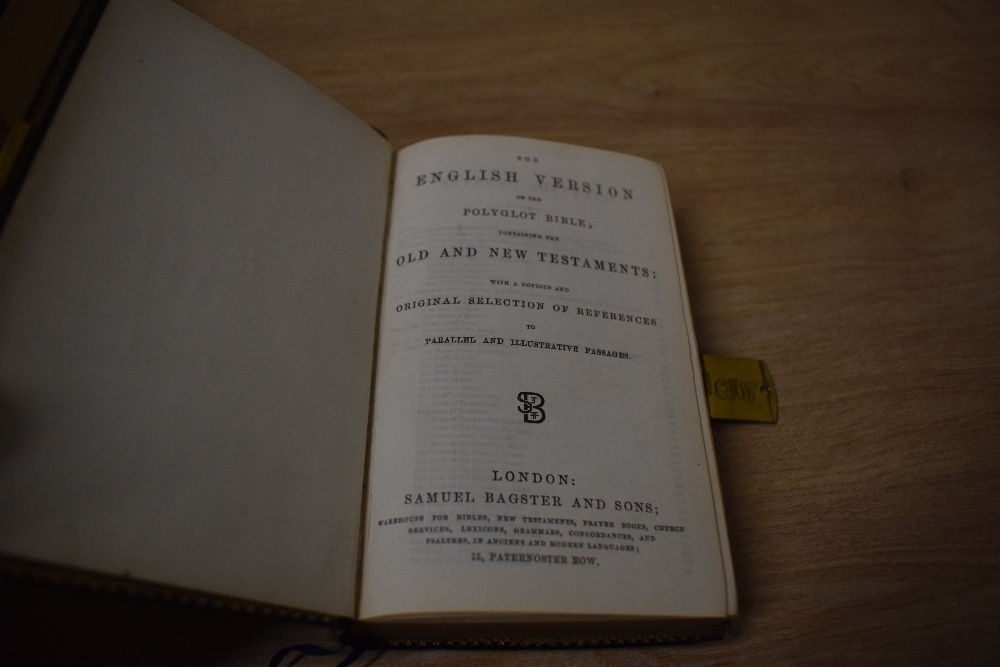 THE
ENGLISH VERSION
OF THE
POLYGLOT BIBLE;
CONTAINING THE
OLD AND NEW TESTAMENTS:
WITH A COPIOUS AND
ORIGINAL SELECTION OF REFERENCES
TO
PARALLEL AND ILLUSTRATIVE PASSAGES.
LONDON:
SAMUEL BAGSTER AND SONS;
WAREHOUSE FOR BIBLES, NEW TESTAMENTS, PRAYER BOOKS, CHURCH
SERVICES, LEXICONS, GRAMMARS, CONCORDANCES, AND
PSALTERS, IN ANCIENT AND MODERN LANGUAGES;
15, PATERNOSTER ROW.